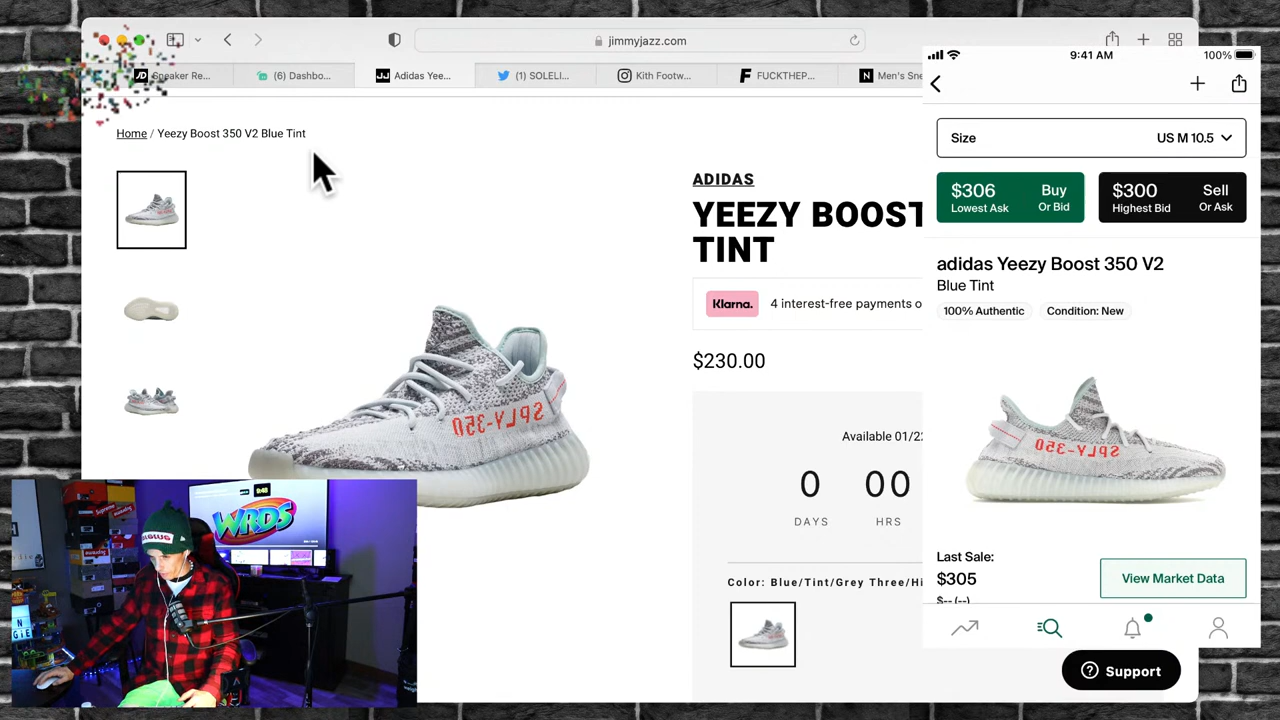 jimmyjazz.com
Sneaker Re...
(6) Dashbo...
Adidas Yee...
(1) SOLELI...
Kith Footw...
FUCKTHEP...
Men's Sne
Home / Yeezy Boost 350 V2 Blue Tint
ADIDAS
YEEZY BOOST
TINT
Klarna. 4 interest-free payments o
$230.00
Available 01/22
0 00
DAYS HRS
Color: Blue/Tint/Grey Three/Hi
SPLY-350
Support
9:41 AM
100%
Size US M 10.5
$306 Buy
Lowest Ask Or Bid
$300 Sell
Highest Bid Or Ask
adidas Yeezy Boost 350 V2
Blue Tint
100% Authentic Condition: New
SPLY-350
Last Sale:
$305
$-- (--)
View Market Data
WRDS